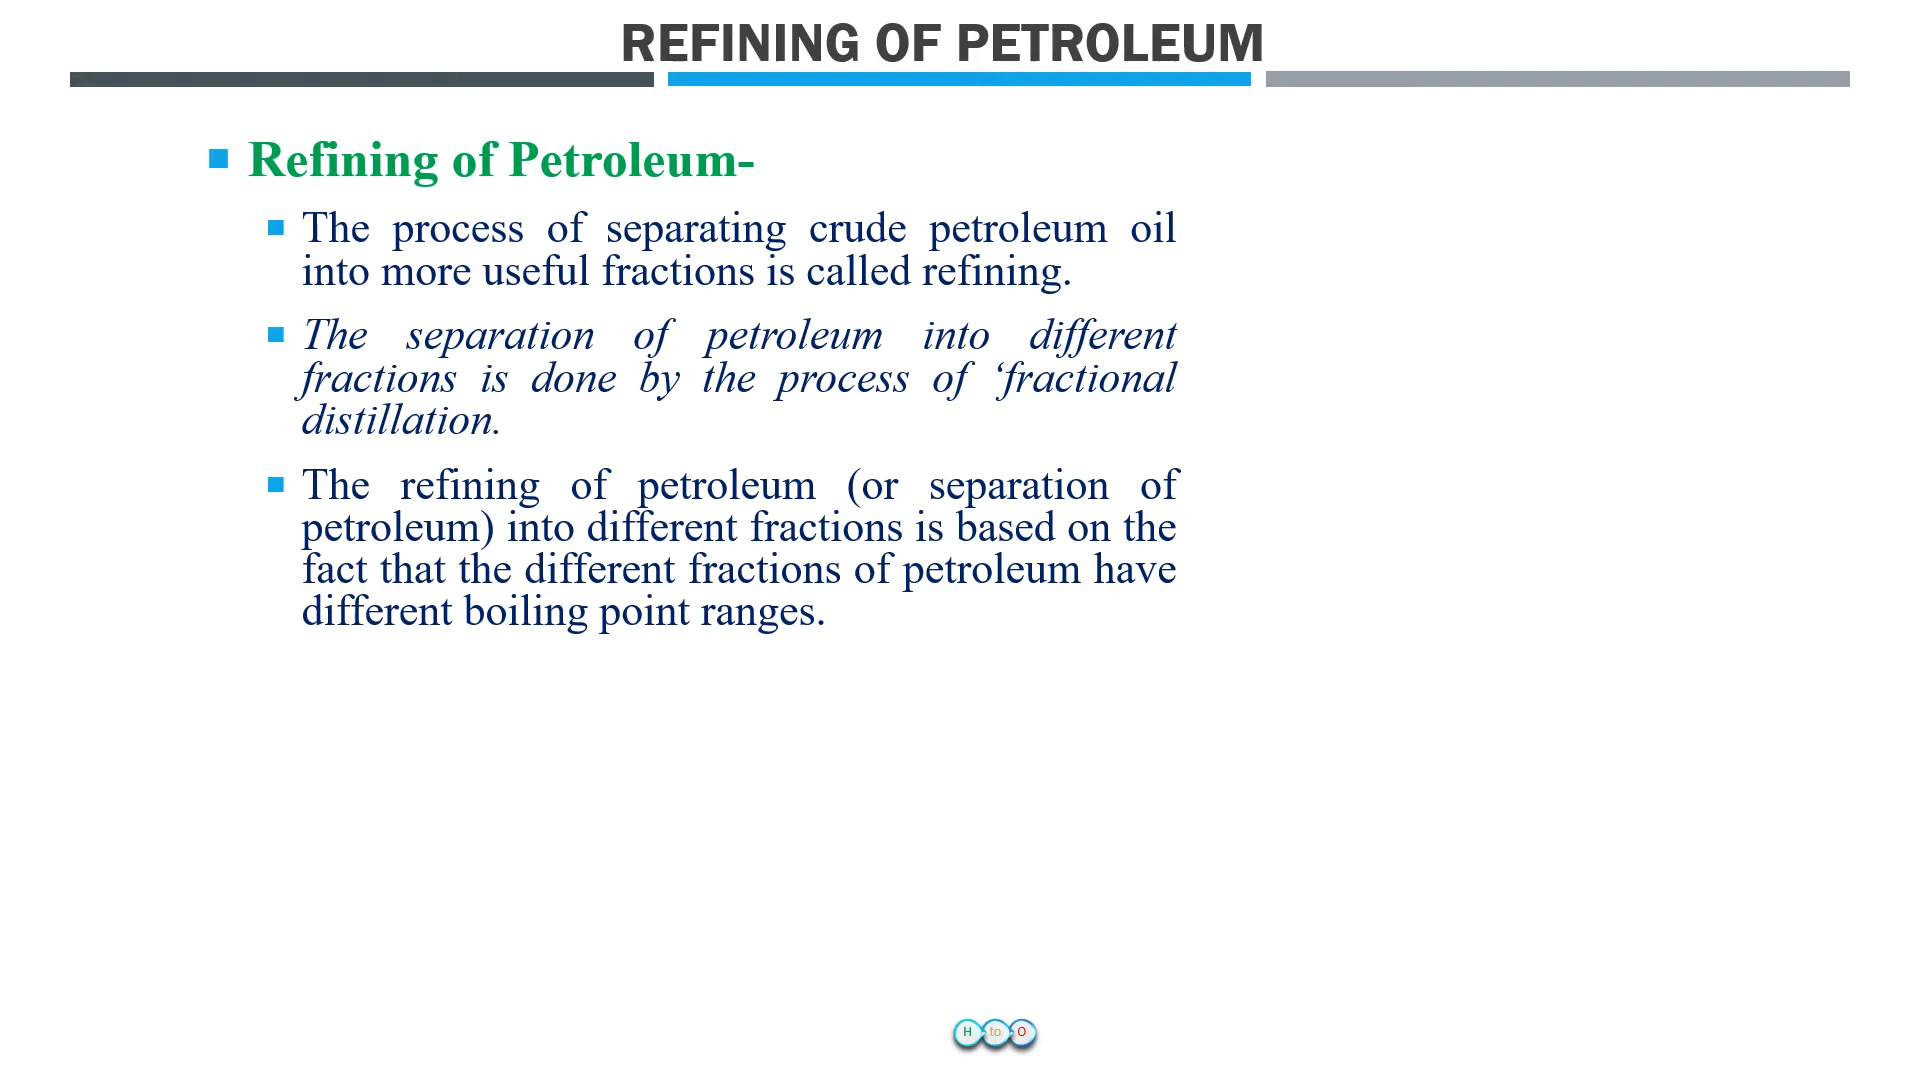 REFINING OF PETROLEUM
Refining of Petroleum-
The process of separating crude petroleum oil
into more useful fractions is called refining.
The separation of petroleum into different
fractions is done by the process of ‘fractional
distillation.
The refining of petroleum (or separation of
petroleum) into different fractions is based on the
fact that the different fractions of petroleum have
different boiling point ranges.
H to O